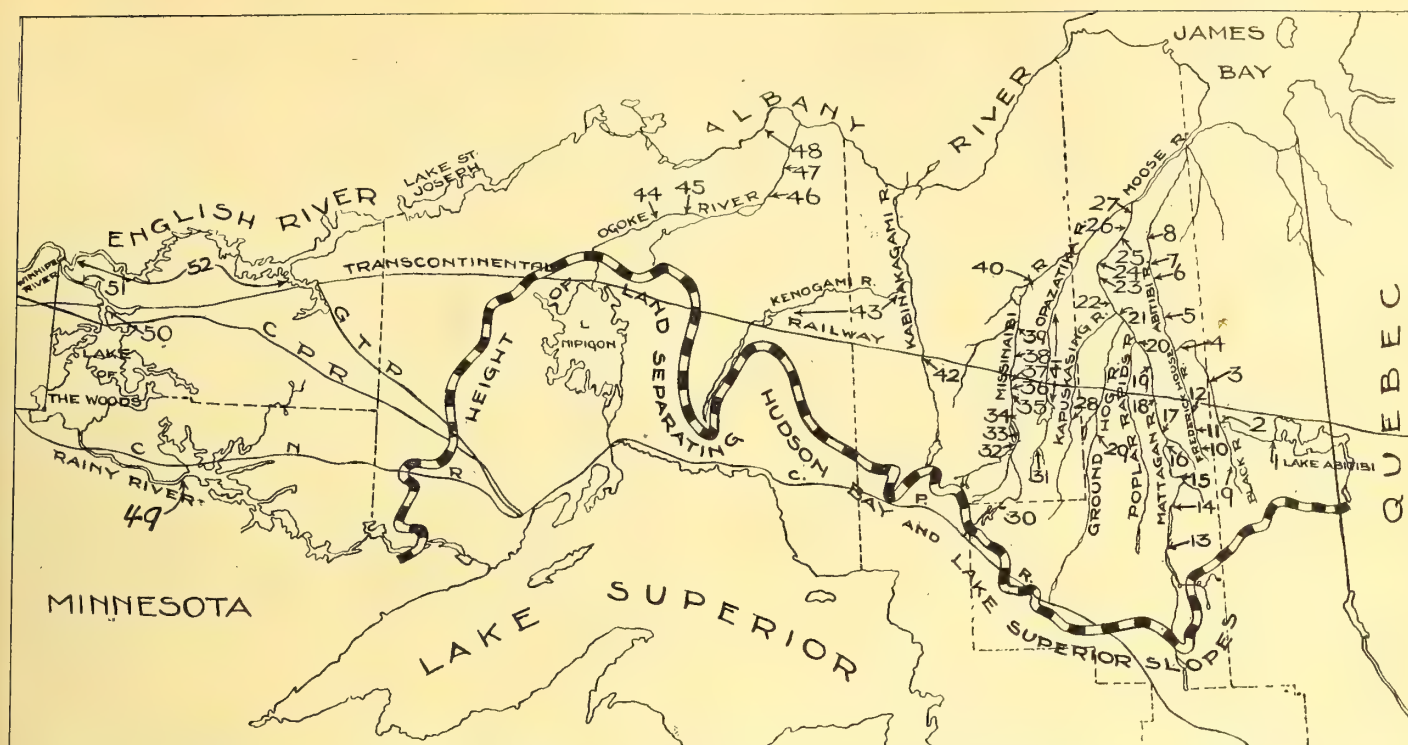 JAMES
BAY
ALBANY
RIVER
MOOSE R.
LAKE ST.
JOSEPH
ENGLISH RIVER
48
47
46
44
45
OGOKE RIVER
KABINAKAGAMI R.
27
26
8
25
7
24
6
23
WINNIPEG
RIVER
52
51
50
TRANSCONTINENTAL
RAILWAY
40
OPAZATIKA R.
ABITIBI R.
KENOGAMI R.
43
22
21
5
20
4
3
G T P R
C P R
L
NIPIGON
LAKE
OF
THE WOODS
HEIGHT OF LAND SEPARATING HUDSON BAY AND LAKE SUPERIOR SLOPES
MISSINAIBI R
KAPUSKASING R.
39
38
37
36
35
41
42
34
33
32
31
30
28
GROUND HOG R.
29
POPLAR RAPIDS R
19
18
17
16
MATTAGAN R.
FREDERICK HOUSE
12
11
10
BLACK R
9
2
1
LAKE ABITIBI
15
14
13
C N R
C. P. R.
RAINY RIVER
49
QUEBEC
MINNESOTA
LAKE SUPERIOR